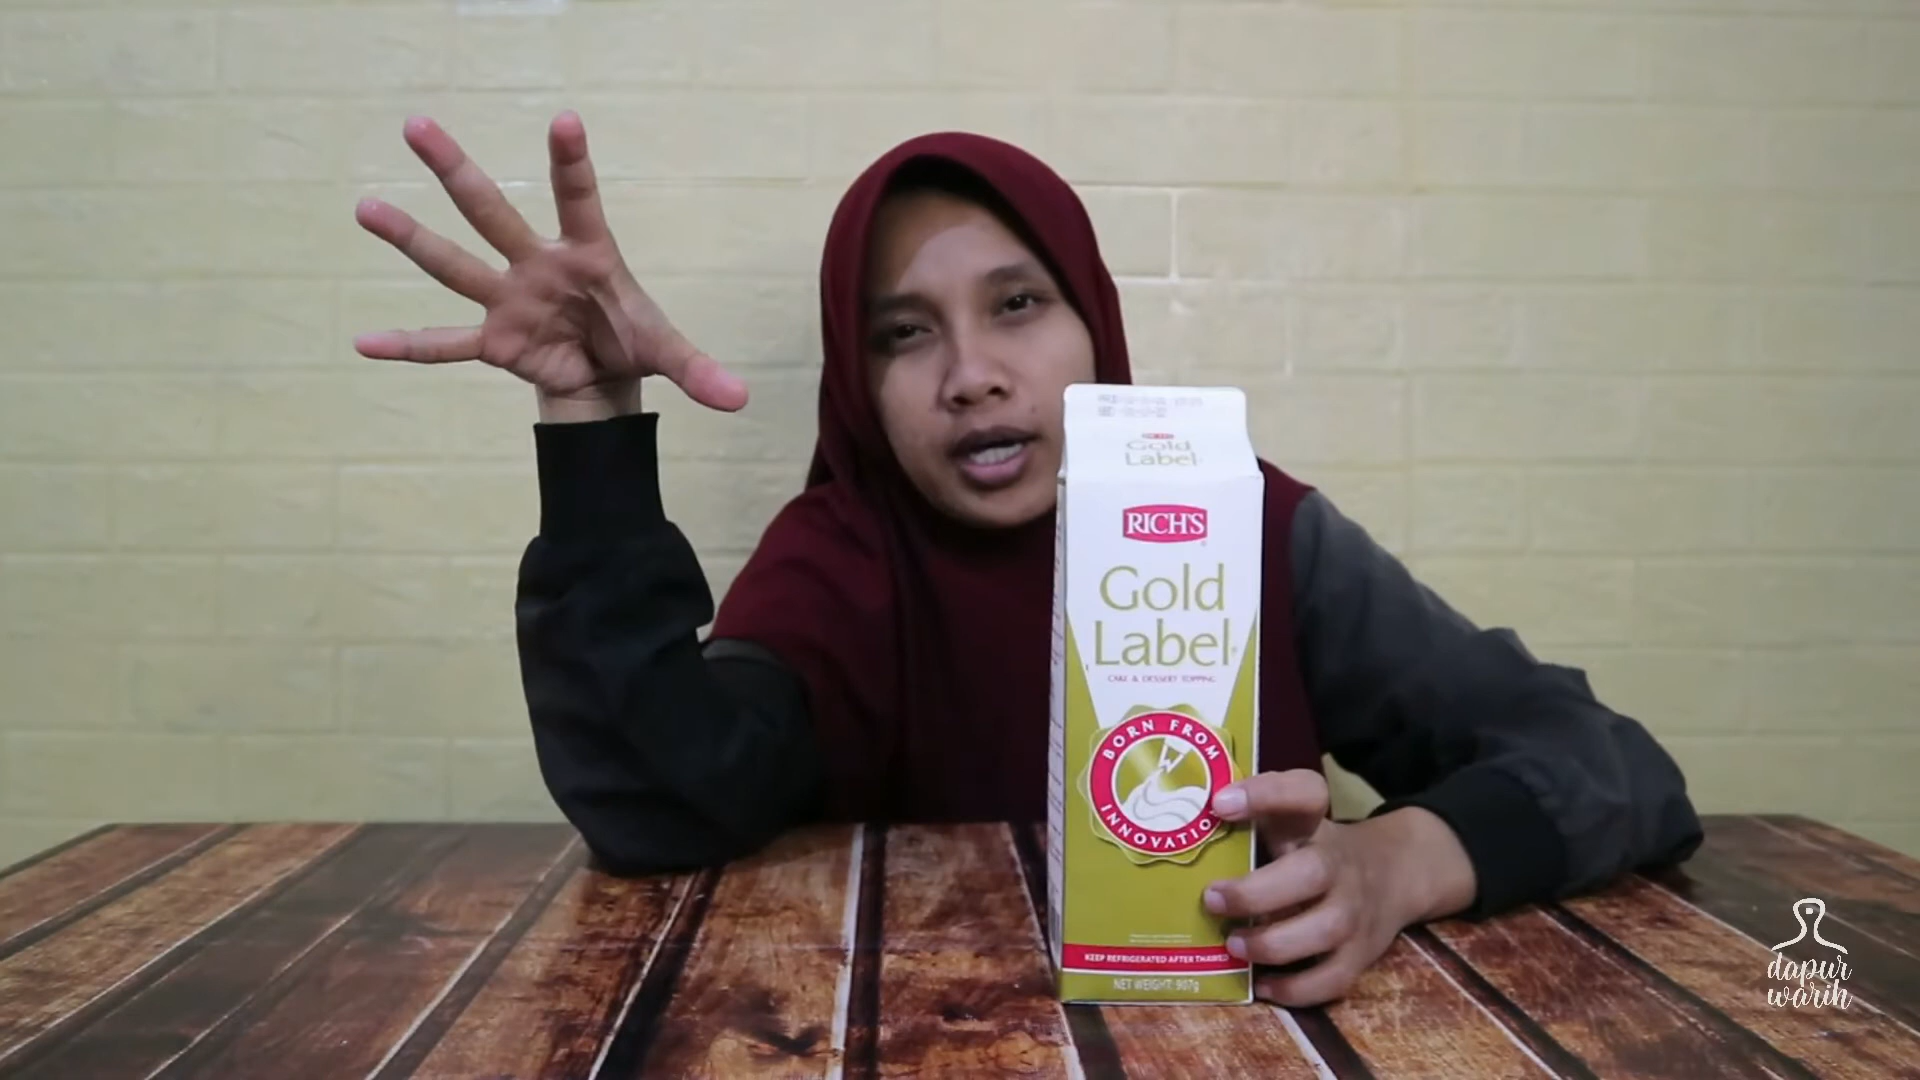 Gold
Label
RICH'S
Gold
Label
CAKE & DESSERT TOPPING
BORN FROM
INNOVATION
KEEP REFRIGERATED AFTER THAWED
NET WEIGHT: 907g
dapur
warih